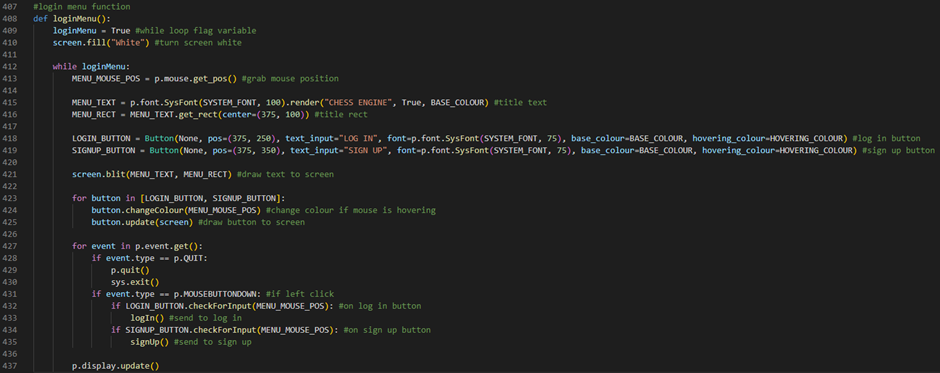 407 #login menu function
408 def loginMenu():
409     loginMenu = True #while loop flag variable
410     screen.fill("White") #turn screen white
411
412     while loginMenu:
413         MENU_MOUSE_POS = p.mouse.get_pos() #grab mouse position
414
415         MENU_TEXT = p.font.SysFont(SYSTEM_FONT, 100).render("CHESS ENGINE", True, BASE_COLOUR) #title text
416         MENU_RECT = MENU_TEXT.get_rect(center=(375, 100)) #title rect
417
418         LOGIN_BUTTON = Button(None, pos=(375, 250), text_input="LOG IN", font=p.font.SysFont(SYSTEM_FONT, 75), base_colour=BASE_COLOUR, hovering_colour=HOVERING_COLOUR) #log in button
419         SIGNUP_BUTTON = Button(None, pos=(375, 350), text_input="SIGN UP", font=p.font.SysFont(SYSTEM_FONT, 75), base_colour=BASE_COLOUR, hovering_colour=HOVERING_COLOUR) #sign up button
420
421         screen.blit(MENU_TEXT, MENU_RECT) #draw text to screen
422
423         for button in [LOGIN_BUTTON, SIGNUP_BUTTON]:
424             button.changeColour(MENU_MOUSE_POS) #change colour if mouse is hovering
425             button.update(screen) #draw button to screen
426
427         for event in p.event.get():
428             if event.type == p.QUIT:
429                 p.quit()
430                 sys.exit()
431             if event.type == p.MOUSEBUTTONDOWN: #if left click
432                 if LOGIN_BUTTON.checkForInput(MENU_MOUSE_POS): #on log in button
433                     logIn() #send to log in
434                 if SIGNUP_BUTTON.checkForInput(MENU_MOUSE_POS): #on sign up button
435                     signUp() #send to sign up
436
437         p.display.update()